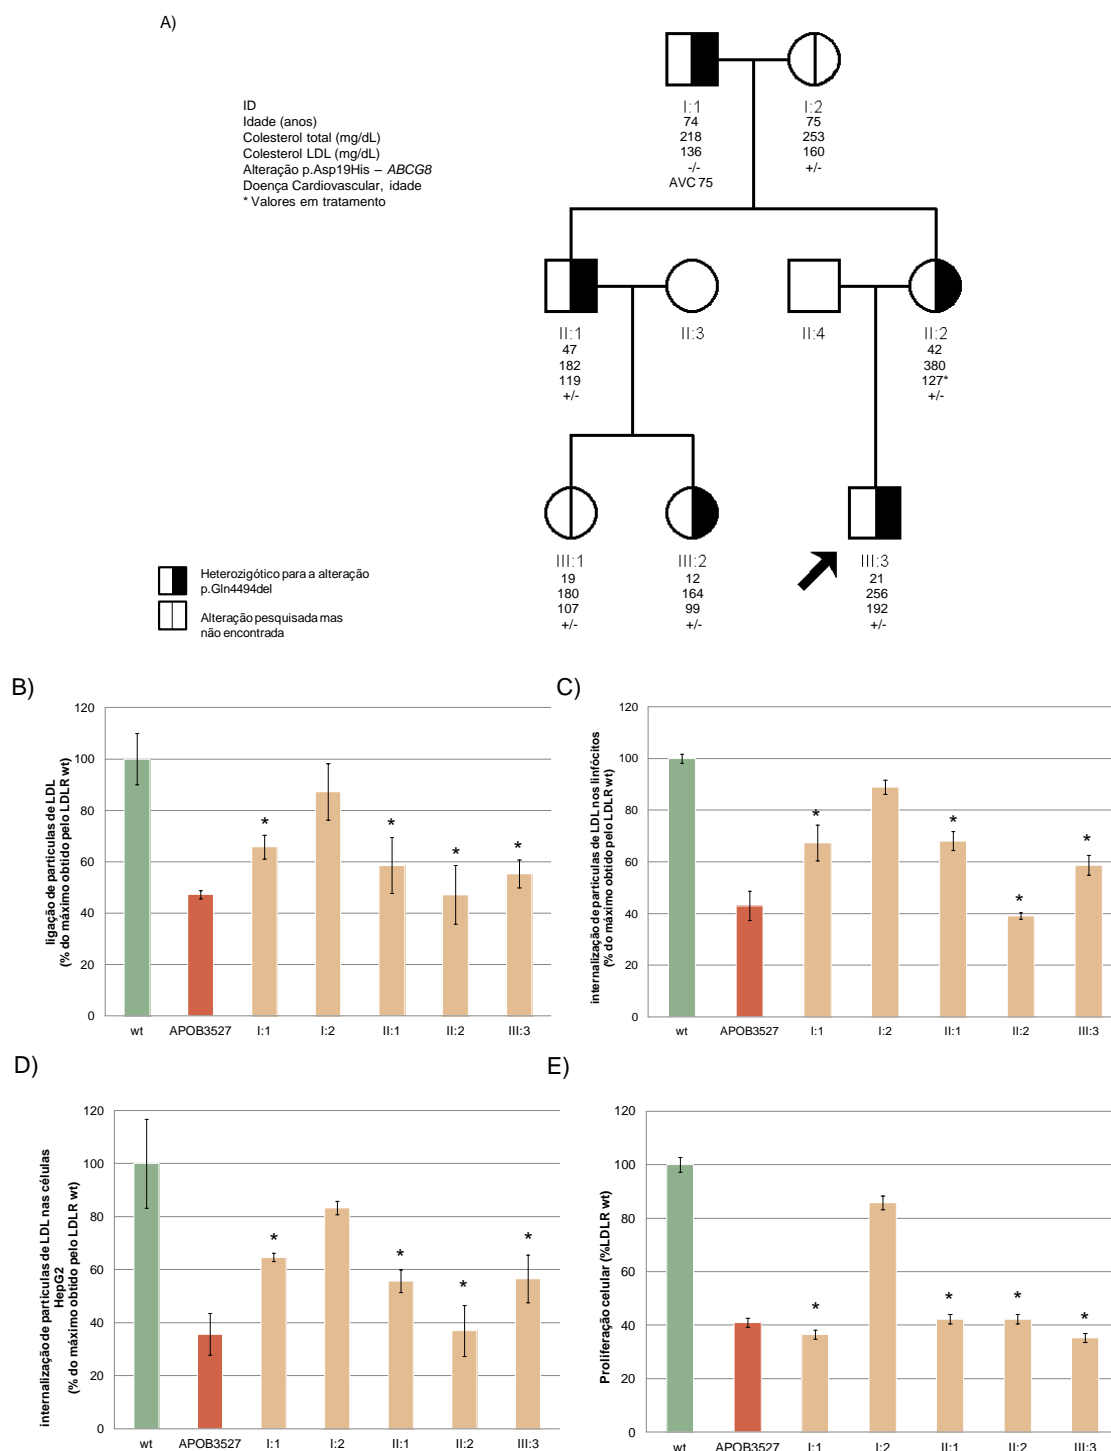 A)
ID
Idade (anos)
Colesterol total (mg/dL)
Colesterol LDL (mg/dL)
Alteração p.Asp19His – ABCG8
Doença Cardiovascular, idade
* Valores em tratamento
I:1
74
218
136
-/-
AVC 75
I:2
75
253
160
+/-
II:1
47
182
119
+/-
II:3
II:4
II:2
42
380
127*
+/-
III:1
19
180
107
+/-
III:2
12
164
99
+/-
III:3
21
256
192
+/-
Heterozigótico para a alteração
p.Gln4494del
Alteração pesquisada mas
não encontrada
B)
ligação de partículas de LDL
(% do máximo obtido pelo LDLR wt)
120
100
80
60
40
20
0
* * * *
wt APOB3527 I:1 I:2 II:1 II:2 III:3
C)
internalização de partículas de LDL nos linfócitos
(% do máximo obtido pelo LDLR wt)
120
100
80
60
40
20
0
* * * *
wt APOB3527 I:1 I:2 II:1 II:2 III:3
D)
internalização de partículas de LDL nas células
HepG2
(% do máximo obtido pelo LDLR wt)
120
100
80
60
40
20
0
* * * *
wt APOB3527 I:1 I:2 II:1 II:2 III:3
E)
Proliferação celular (%LDLR wt)
120
100
80
60
40
20
0
* * * *
wt APOB3527 I:1 I:2 II:1 II:2 III:3